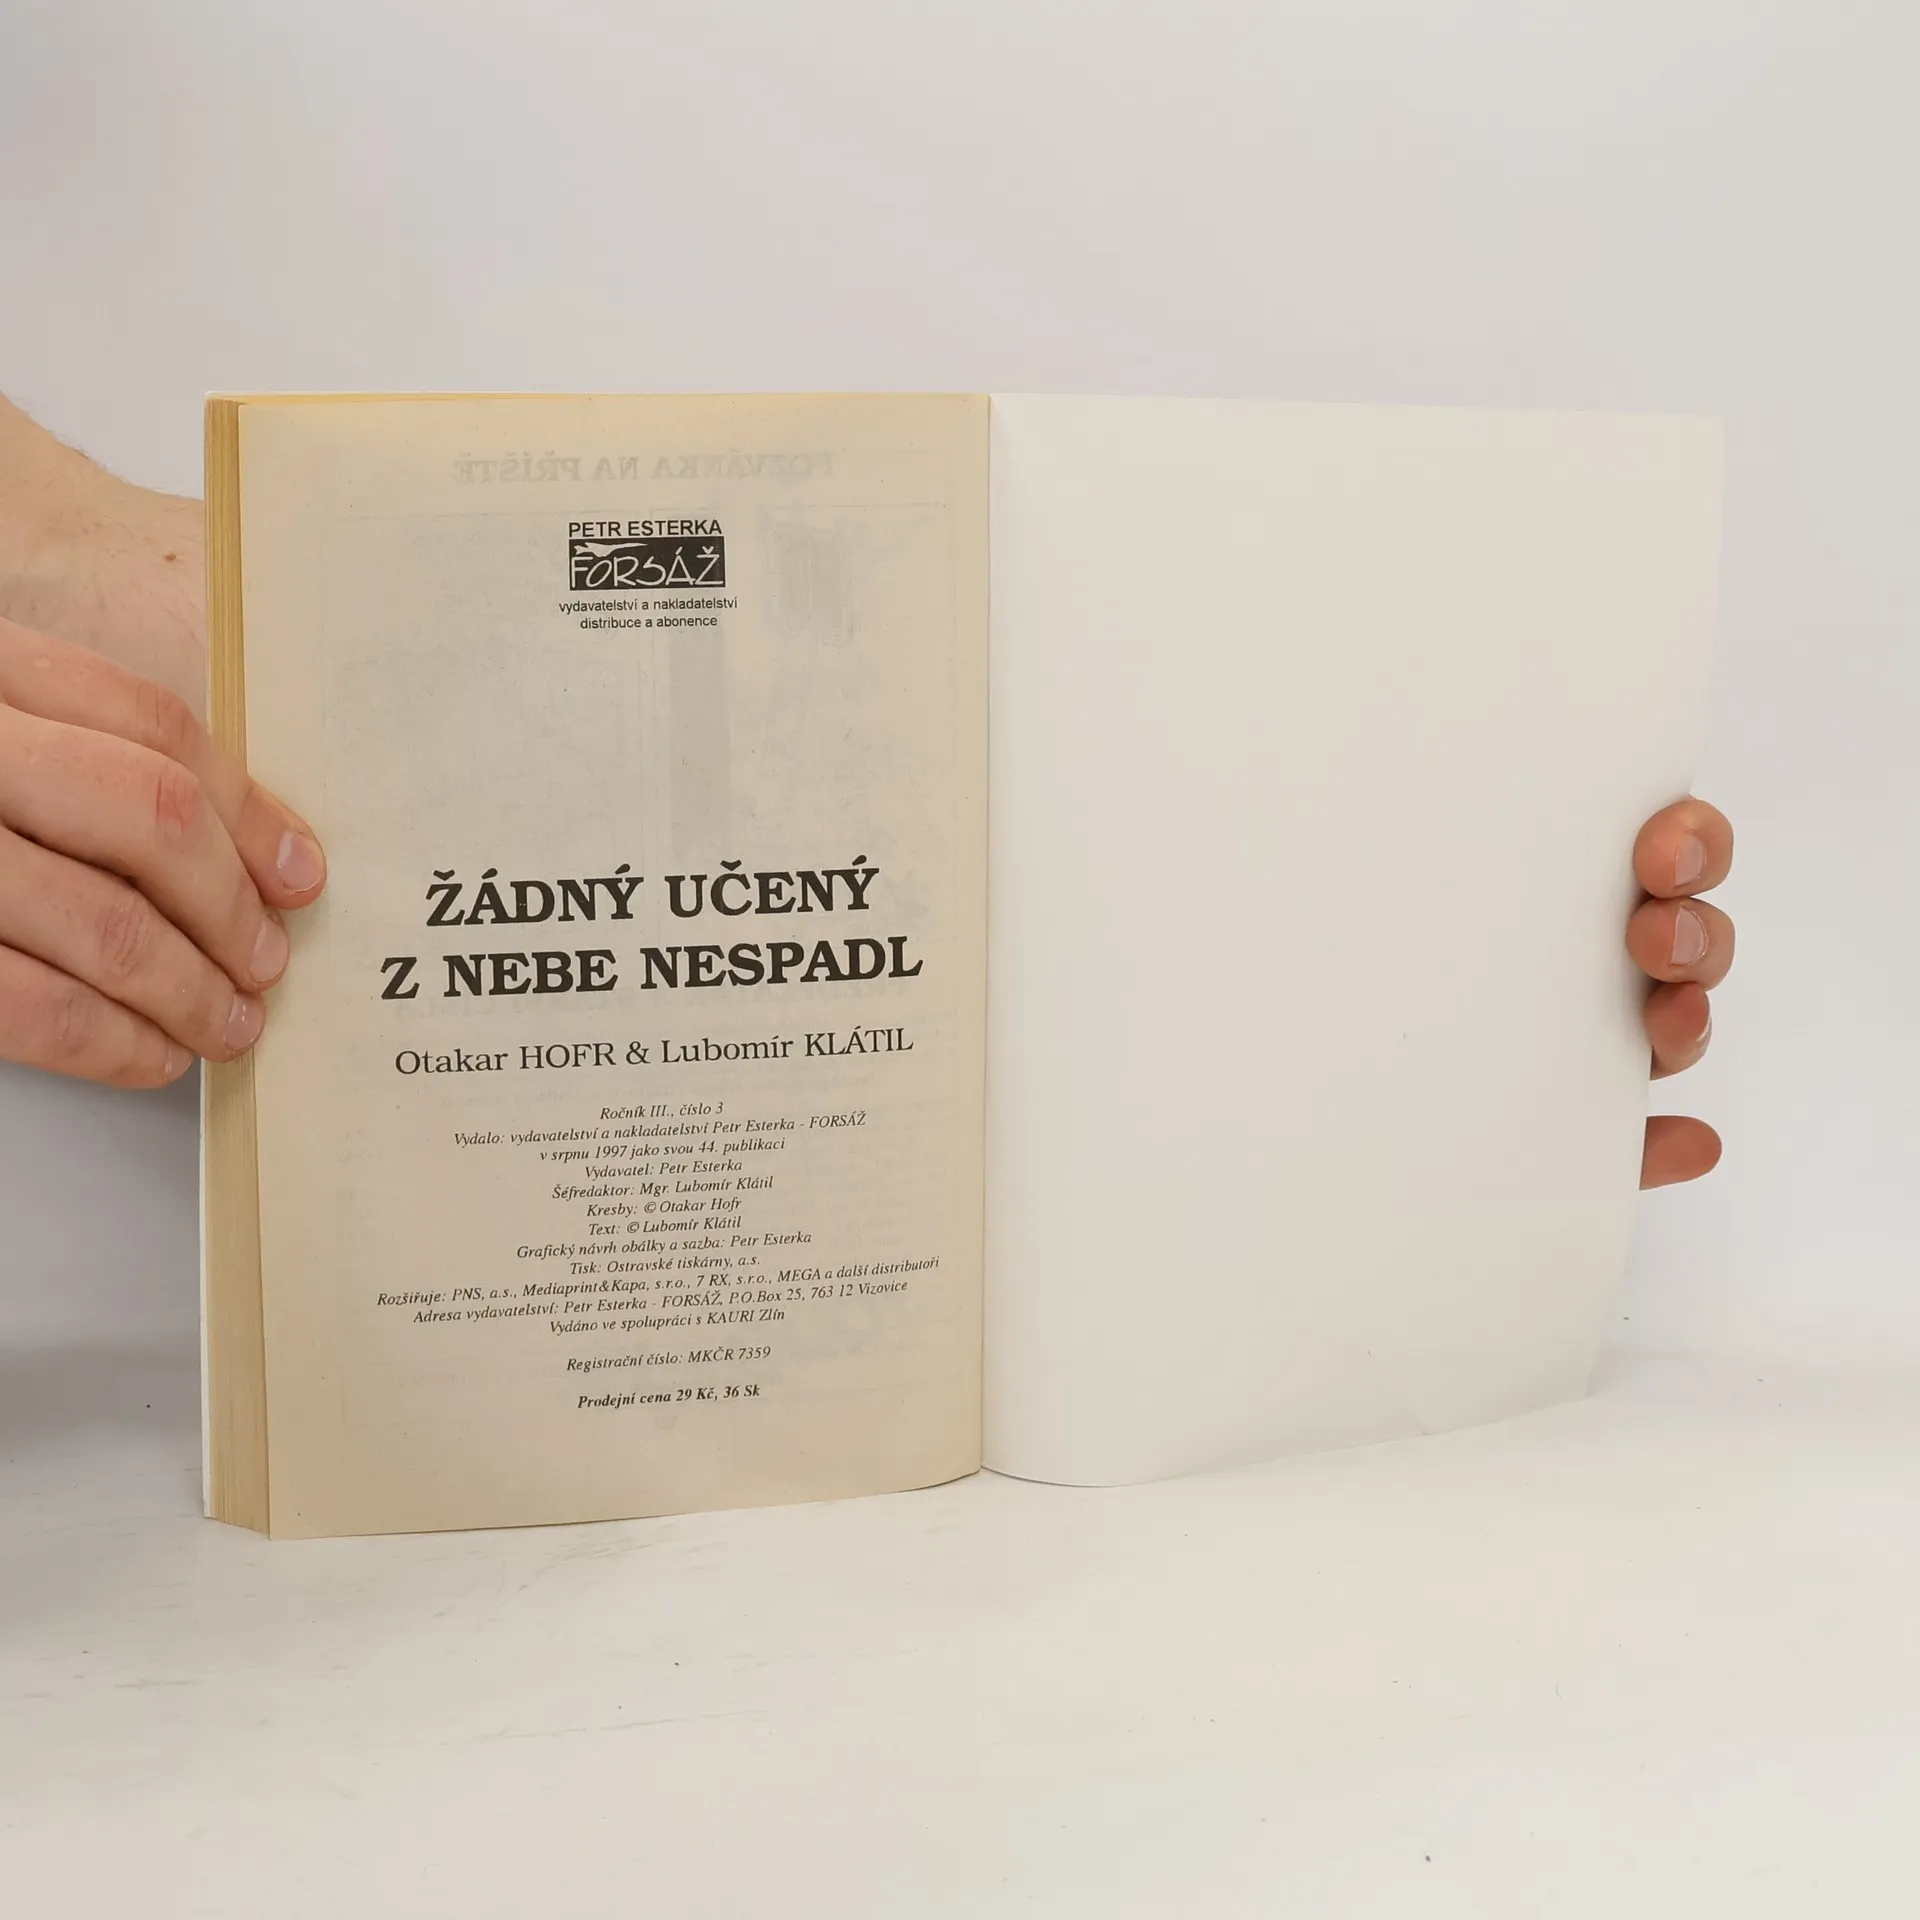 POZVÁNKA NA PŘÍŠTĚ
PETR ESTERKA
FORSÁŽ
vydavatelství a nakladatelství
distribuce a abonence
ŽÁDNÝ UČENÝ
Z NEBE NESPADL
Otakar HOFR & Lubomír KLÁTIL
Ročník III., číslo 3
Vydalo: vydavatelství a nakladatelství Petr Esterka - FORSÁŽ
v srpnu 1997 jako svou 44. publikaci
Vydavatel: Petr Esterka
Šéfredaktor: Mgr. Lubomír Klátil
Kresby: © Otakar Hofr
Text: © Lubomír Klátil
Grafický návrh obálky a sazba: Petr Esterka
Tisk: Ostravské tiskárny, a.s.
Rozšiřuje: PNS, a.s., Mediaprint&Kapa, s.r.o., 7 RX, s.r.o., MEGA a další distributoři
Adresa vydavatelství: Petr Esterka - FORSÁŽ, P.O.Box 25, 763 12 Vizovice
Vydáno ve spolupráci s KAURI Zlín
Registrační číslo: MKČR 7359
Prodejní cena 29 Kč, 36 Sk